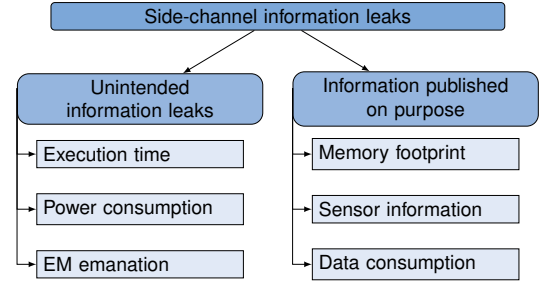 Side-channel information leaks
Unintended
information leaks
Execution time
Power consumption
EM emanation
Information published
on purpose
Memory footprint
Sensor information
Data consumption